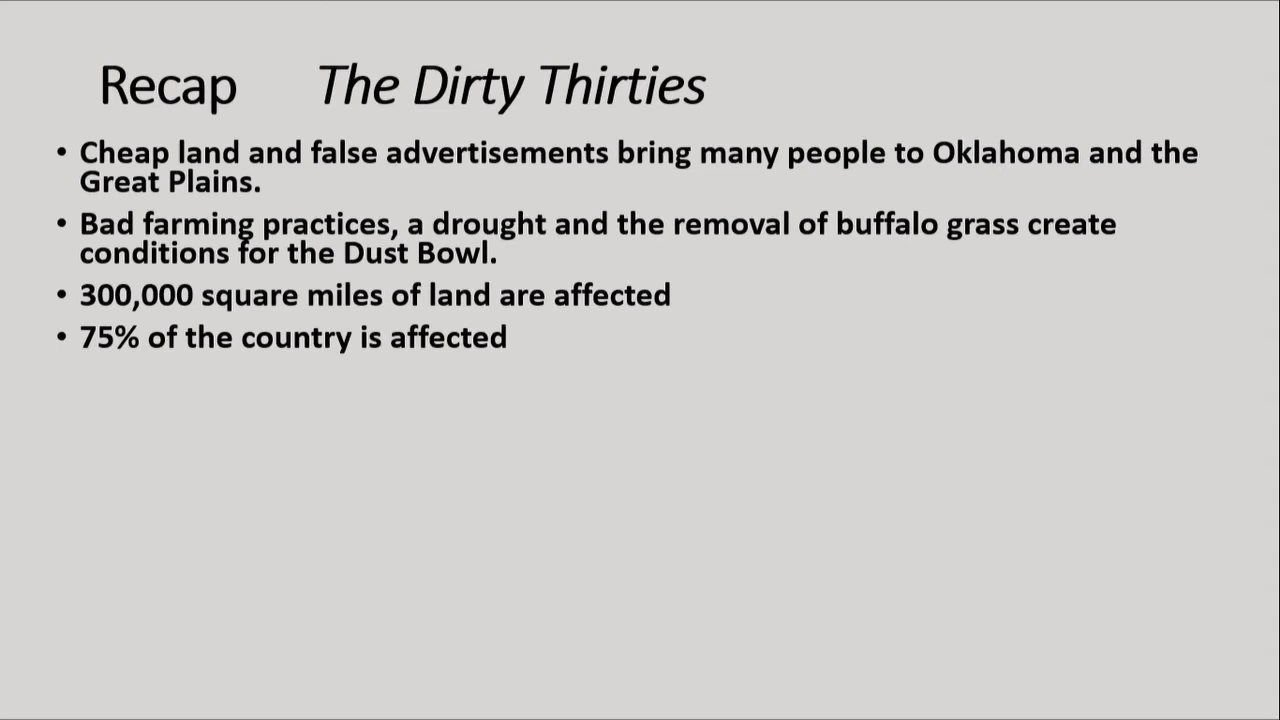 Recap The Dirty Thirties
• Cheap land and false advertisements bring many people to Oklahoma and the
Great Plains.
• Bad farming practices, a drought and the removal of buffalo grass create
conditions for the Dust Bowl.
• 300,000 square miles of land are affected
• 75% of the country is affected